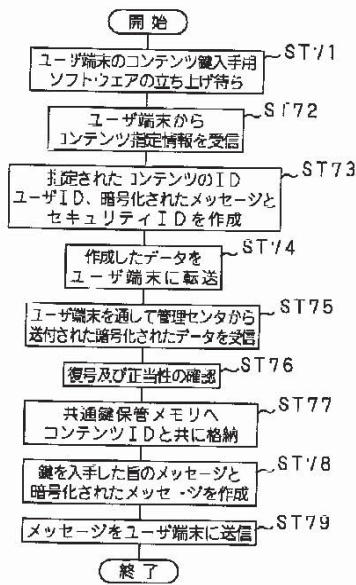 開始
ユーザ端末のコンテンツ鍵入手用
ソフトウェアの立ち上げ待ち
ST71
ユーザ端末から
コンテンツ指定情報を受信
ST72
指定されたコンテンツのID
ユーザID、暗号化されたメッセージと
セキュリティIDを作成
ST73
作成したデータを
ユーザ端末に転送
ST74
ユーザ端末を通して管理センタから
送付された暗号化されたデータを受信
ST75
復号及び正当性の確認
ST76
共通鍵保管メモリへ
コンテンツIDと共に格納
ST77
鍵を入手した旨のメッセージと
暗号化されたメッセージを作成
ST78
メッセージをユーザ端末に送信
ST79
終了